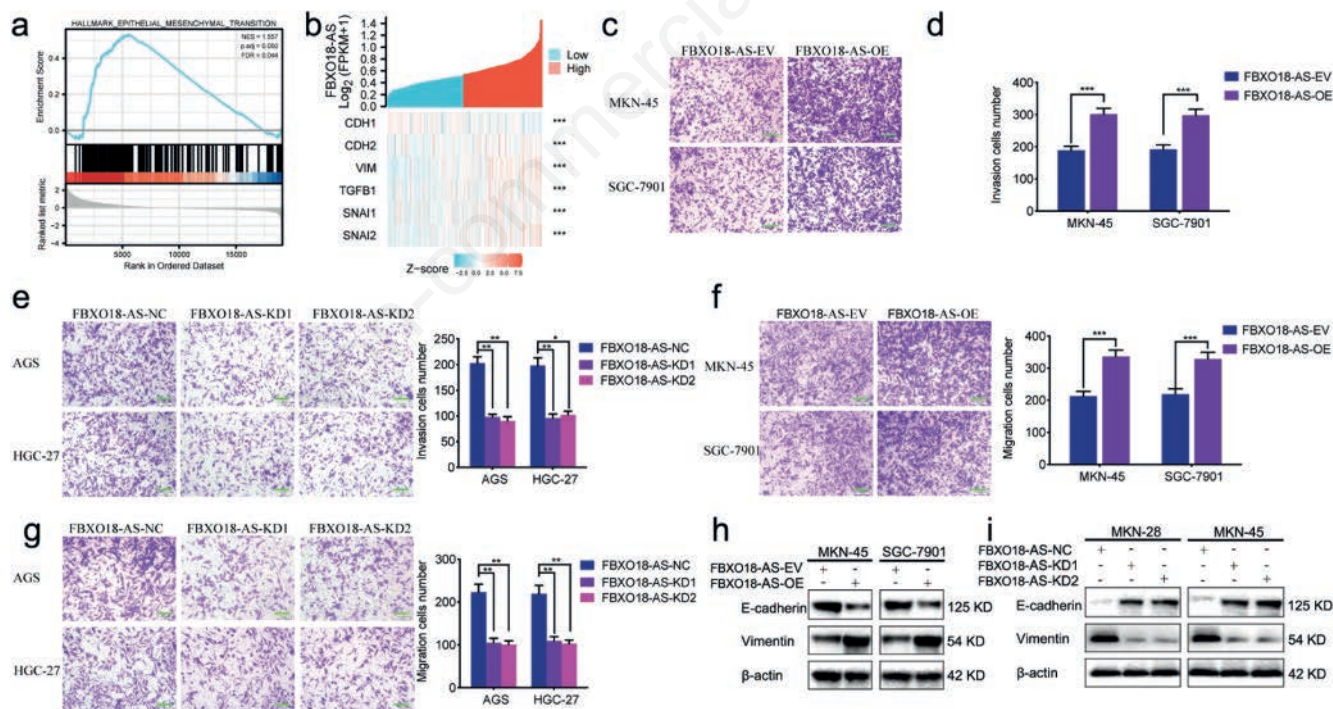 a
HALLMARK_EPITHELIAL_MESENCHYMAL_TRANSITION
NES = 1.557
p.adj = 0.050
FDR = 0.044
Enrichment Score
0.4
0.2
0.0
Ranked list metric
2
0
−2
−4
5000
10000
15000
Rank in Ordered Dataset
b
FBXO18-AS
Log2 (FPKM+1)
1.4
1.2
1.0
0.8
0.6
0.4
0.2
0.0
Low
High
CDH1 ***
CDH2 ***
VIM ***
TGFB1 ***
SNAI1 ***
SNAI2 ***
Z-score
-2.5 0.0 2.5 5.0 7.5
c
FBXO18-AS-EV FBXO18-AS-OE
MKN-45
SGC-7901
d
Invasion cells number
400
300
200
100
0
*** ***
MKN-45 SGC-7901
FBXO18-AS-EV
FBXO18-AS-OE
e
FBXO18-AS-NC FBXO18-AS-KD1 FBXO18-AS-KD2
AGS
HGC-27
Invasion cells number
250
200
150
100
50
0
** *
** **
AGS HGC-27
FBXO18-AS-NC
FBXO18-AS-KD1
FBXO18-AS-KD2
f
FBXO18-AS-EV FBXO18-AS-OE
MKN-45
SGC-7901
Migration cells number
400
300
200
100
0
*** ***
MKN-45 SGC-7901
FBXO18-AS-EV
FBXO18-AS-OE
g
FBXO18-AS-NC FBXO18-AS-KD1 FBXO18-AS-KD2
AGS
HGC-27
Migration cells number
300
200
100
0
** **
** **
AGS HGC-27
FBXO18-AS-NC
FBXO18-AS-KD1
FBXO18-AS-KD2
h
MKN-45 SGC-7901
FBXO18-AS-EV + - + -
FBXO18-AS-OE - + - +
E-cadherin 125 KD
Vimentin 54 KD
β-actin 42 KD
i
MKN-28 MKN-45
FBXO18-AS-NC + - - + - -
FBXO18-AS-KD1 - + - - + -
FBXO18-AS-KD2 - - + - - +
E-cadherin 125 KD
Vimentin 54 KD
β-actin 42 KD